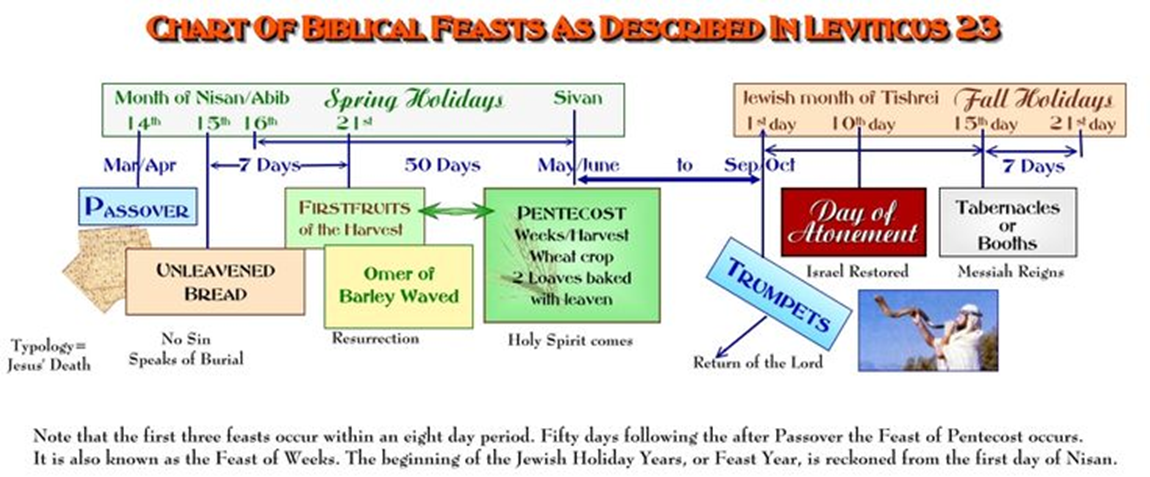 CHART OF BIBLICAL FEASTS AS DESCRIBED IN LEVITICUS 23
Month of Nisan/Abib Spring Holidays Sivan
14th 15th 16th 21st
Jewish month of Tishrei Fall Holidays
1st day 10th day 15th day 21st day
Mar/Apr 7 Days 50 Days May/June to Sep/Oct 7 Days
PASSOVER
UNLEAVENED
BREAD
FIRSTFRUITS
of the Harvest
Omer of
Barley Waved
PENTECOST
Weeks/Harvest
Wheat crop
2 Loaves baked
with leaven
TRUMPETS
Day of
Atonement
Tabernacles
or
Booths
Typology=
Jesus' Death
No Sin
Speaks of Burial
Resurrection
Holy Spirit comes
Return of the Lord
Israel Restored
Messiah Reigns
Note that the first three feasts occur within an eight day period. Fifty days following the after Passover the Feast of Pentecost occurs.
It is also known as the Feast of Weeks. The beginning of the Jewish Holiday Years, or Feast Year, is reckoned from the first day of Nisan.